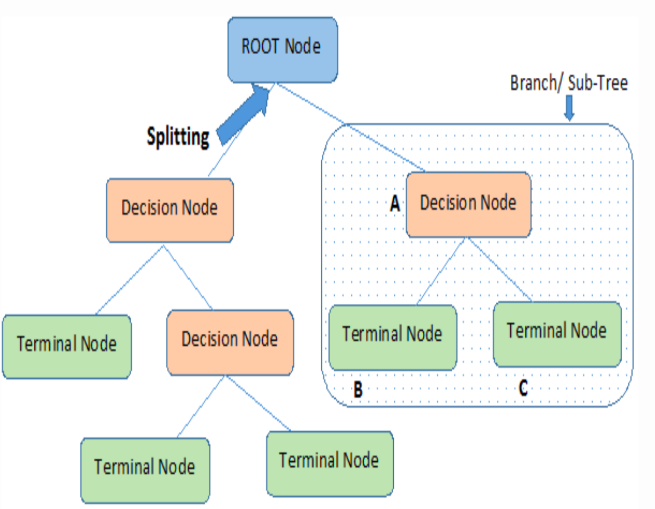 ROOT Node
Branch/ Sub-Tree
Splitting
Decision Node
A
Decision Node
Terminal Node
Decision Node
Terminal Node
Terminal Node
B
C
Terminal Node
Terminal Node